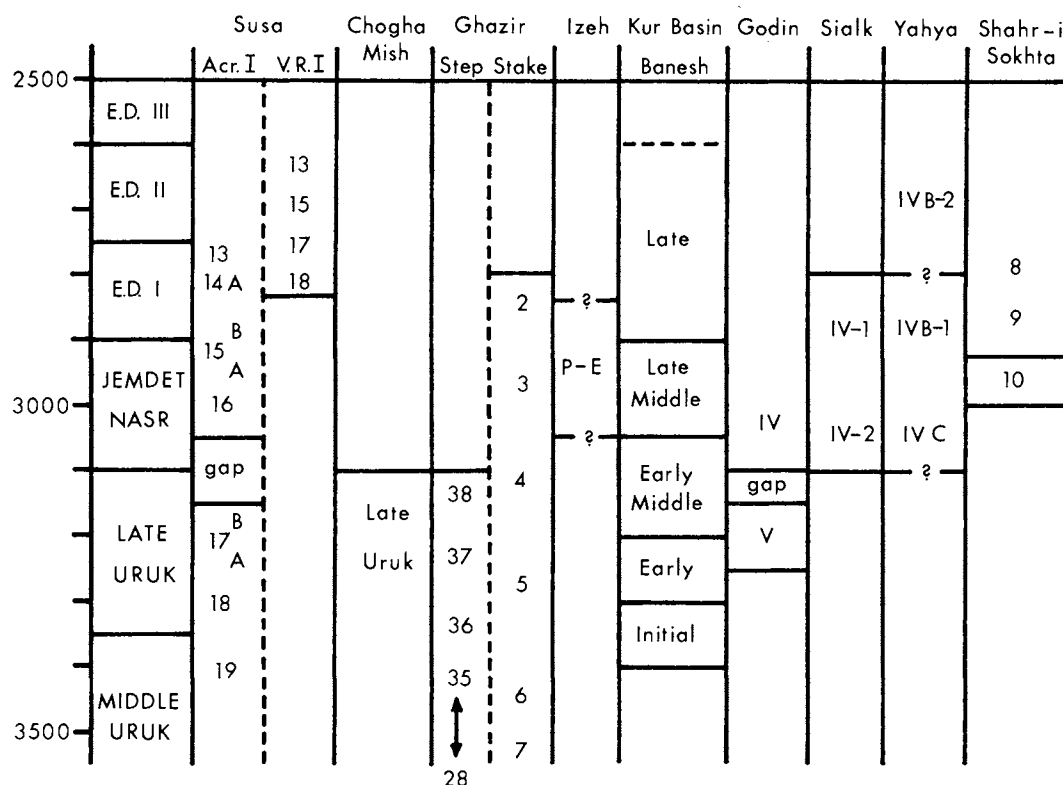 Susa Chogha Mish Ghazir Izeh Kur Basin Godin Sialk Yahya Shahr-i Sokhta
Acr. I V.R. I Step Stake Banesh
2500
3000
3500
E.D. III
E.D. II
E.D. I
JEMDET
NASR
LATE
URUK
MIDDLE
URUK
13
14 A
B
15
A
16
gap
B
17
A
18
19
13
15
17
18
Late
Uruk
38
37
36
35
28
2
3
4
5
6
7
?
P-E
?
Late
Late
Middle
Early
Middle
Early
Initial
IV
gap
V
IV-1
IV-2
IV B-2
?
IV B-1
IV C
?
8
9
10